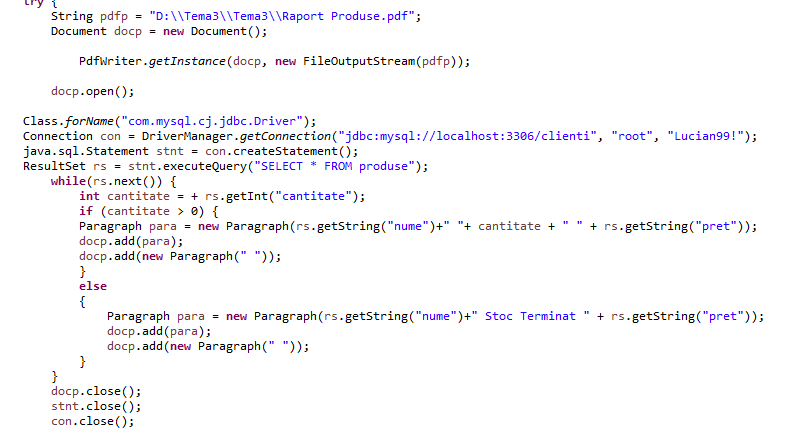 try {
String pdfp = "D:\\Tema3\\Tema3\\Raport Produse.pdf";
Document docp = new Document();
PdfWriter.getInstance(docp, new FileOutputStream(pdfp));
docp.open();
Class.forName("com.mysql.cj.jdbc.Driver");
Connection con = DriverManager.getConnection("jdbc:mysql://localhost:3306/clienti", "root", "Lucian99!");
java.sql.Statement stnt = con.createStatement();
ResultSet rs = stnt.executeQuery("SELECT * FROM produse");
while(rs.next()) {
int cantitate = + rs.getInt("cantitate");
if (cantitate > 0) {
Paragraph para = new Paragraph(rs.getString("nume")+" "+ cantitate + " " + rs.getString("pret"));
docp.add(para);
docp.add(new Paragraph(" "));
}
else
{
Paragraph para = new Paragraph(rs.getString("nume")+" Stoc Terminat " + rs.getString("pret"));
docp.add(para);
docp.add(new Paragraph(" "));
}
}
docp.close();
stnt.close();
con.close();